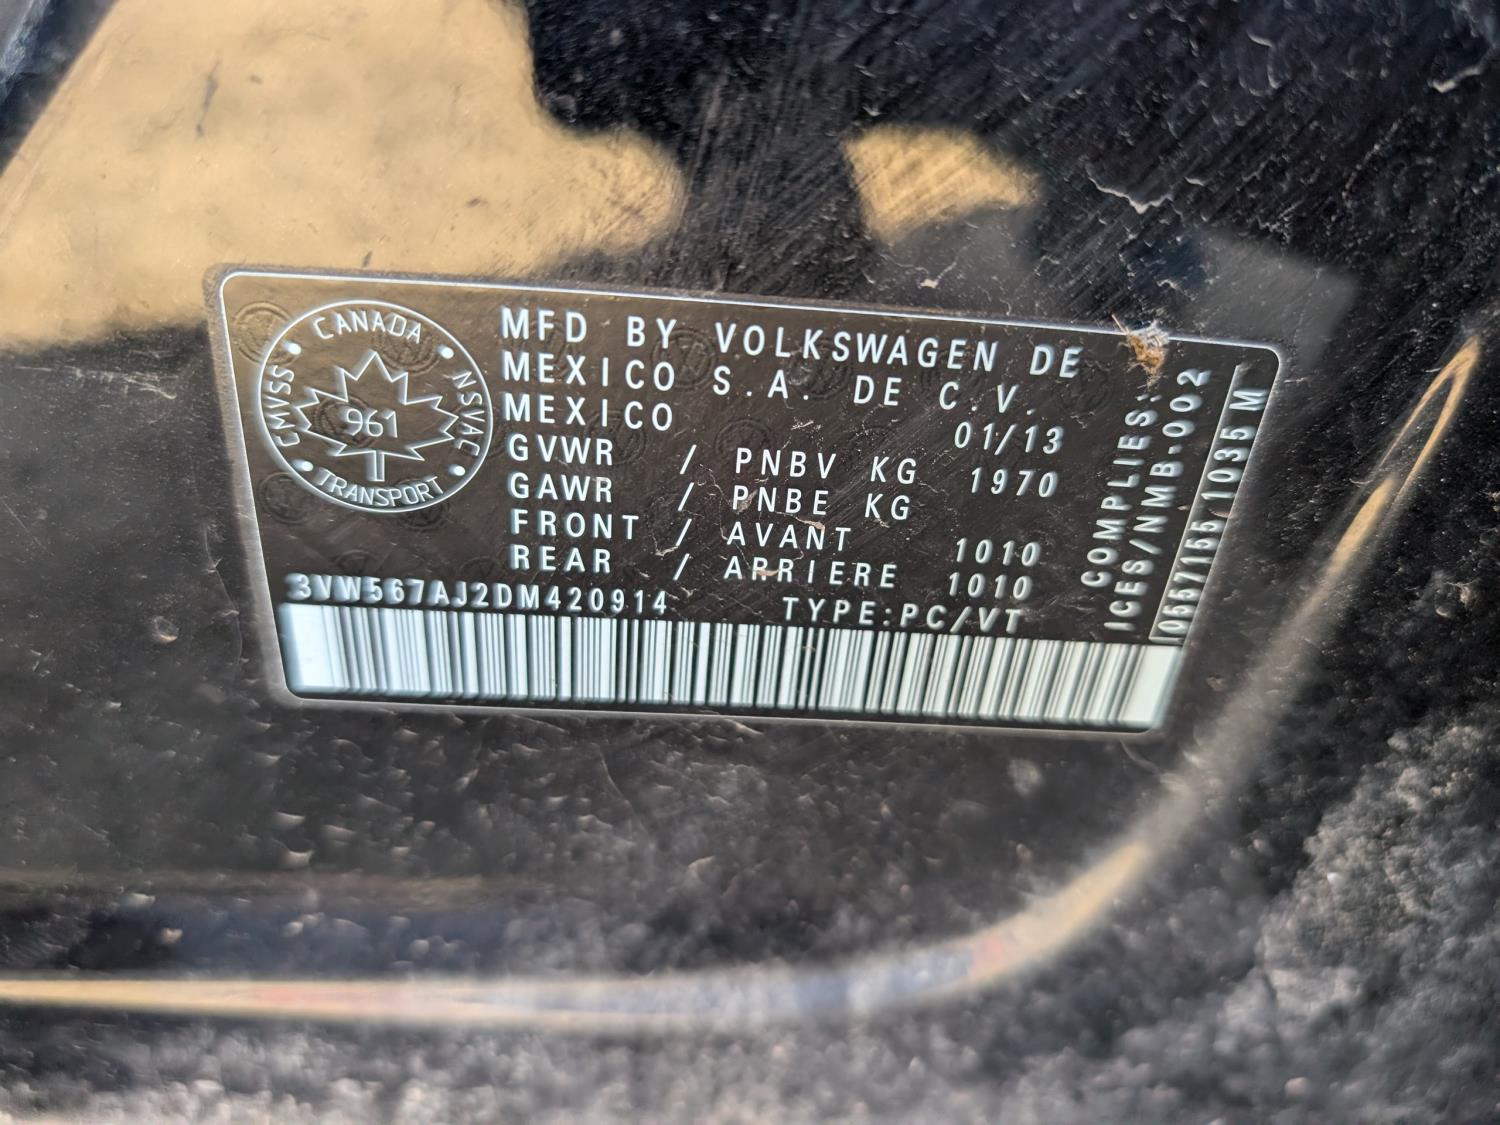 CANADA
NSVAC
TRANSPORT
CMVSS
961
MFD BY VOLKSWAGEN DE
MEXICO S.A. DE C.V.
MEXICO 01/13
GVWR / PNBV KG 1970
GAWR / PNBE KG
FRONT / AVANT 1010
REAR / ARRIERE 1010
3VW567AJ2DM420914 TYPE:PC/VT
COMPLIES:
ICES/NMB-002
0557155 1035 M